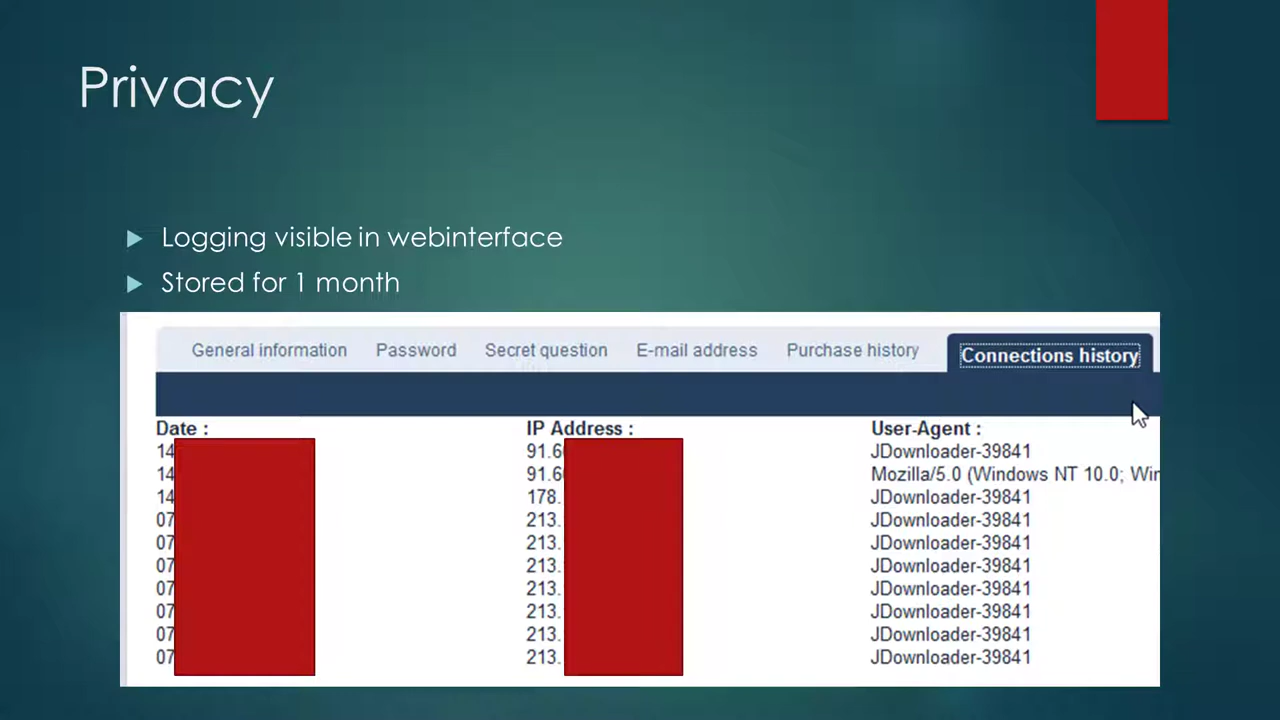 Privacy
Logging visible in webinterface
Stored for 1 month
General information Password Secret question E-mail address Purchase history Connections history
Date : IP Address : User-Agent :
14 91.6 JDownloader-39841
14 91.6 Mozilla/5.0 (Windows NT 10.0; Win
14 178. JDownloader-39841
07 213. JDownloader-39841
07 213. JDownloader-39841
07 213. JDownloader-39841
07 213. JDownloader-39841
07 213. JDownloader-39841
07 213. JDownloader-39841
07 213. JDownloader-39841